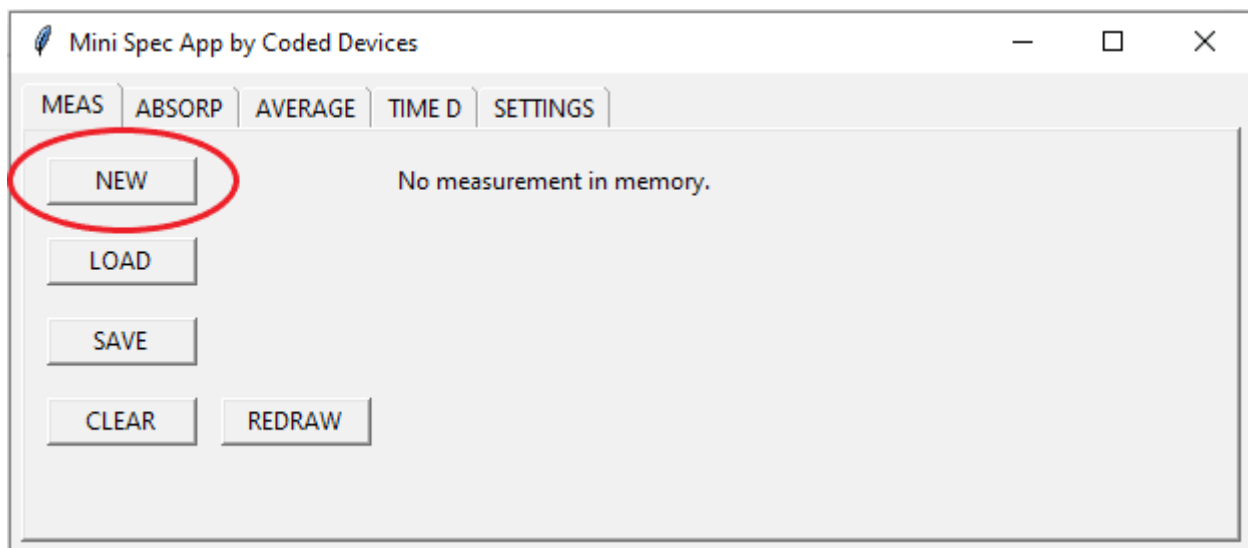 Mini Spec App by Coded Devices
MEAS ABSORP AVERAGE TIME D SETTINGS
NEW No measurement in memory.
LOAD
SAVE
CLEAR REDRAW